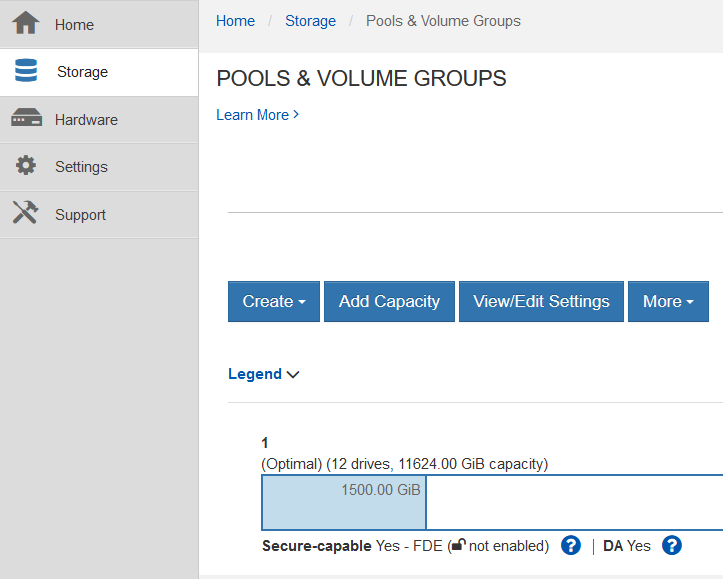 Home
Storage
Hardware
Settings
Support
Home / Storage / Pools & Volume Groups
POOLS & VOLUME GROUPS
Learn More >
Create
Add Capacity
View/Edit Settings
More
Legend
1
(Optimal) (12 drives, 11624.00 GiB capacity)
1500.00 GiB
Secure-capable Yes - FDE ( not enabled) ? | DA Yes ?